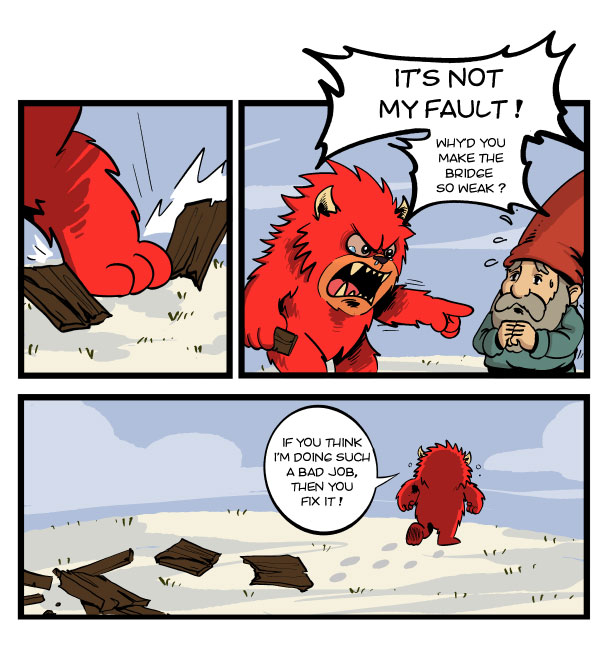 IT'S NOT
MY FAULT!
WHY'D YOU
MAKE THE
BRIDGE
SO WEAK?
IF YOU THINK
I'M DOING SUCH
A BAD JOB,
THEN YOU
FIX IT!